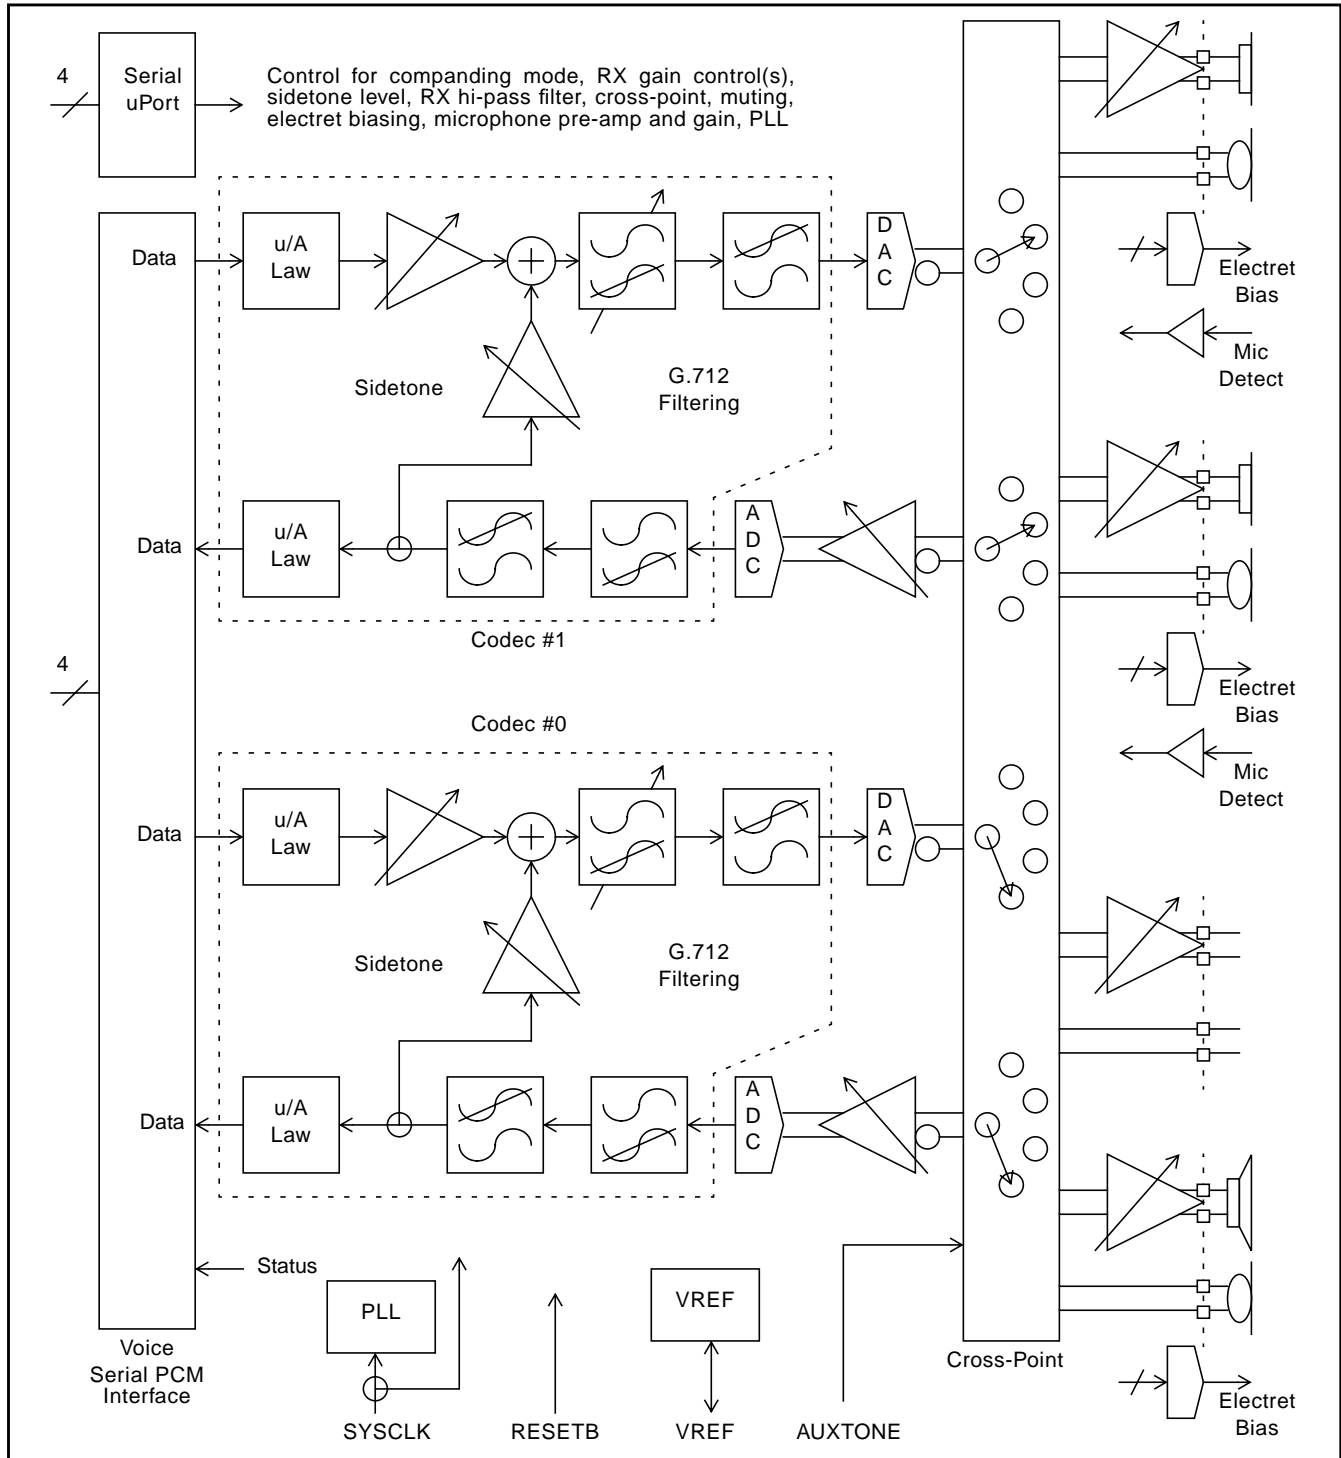 4
Serial
uPort
Control for companding mode, RX gain control(s),
sidetone level, RX hi-pass filter, cross-point, muting,
electret biasing, microphone pre-amp and gain, PLL
Data
u/A
Law
D
A
C
Electret
Bias
Mic
Detect
Sidetone
G.712
Filtering
Data
u/A
Law
A
D
C
Codec #1
4
Electret
Bias
Codec #0
Mic
Detect
Data
u/A
Law
D
A
C
Sidetone
G.712
Filtering
Data
u/A
Law
A
D
C
Status
PLL
VREF
Voice
Serial PCM
Interface
Cross-Point
Electret
Bias
SYSCLK
RESETB
VREF
AUXTONE